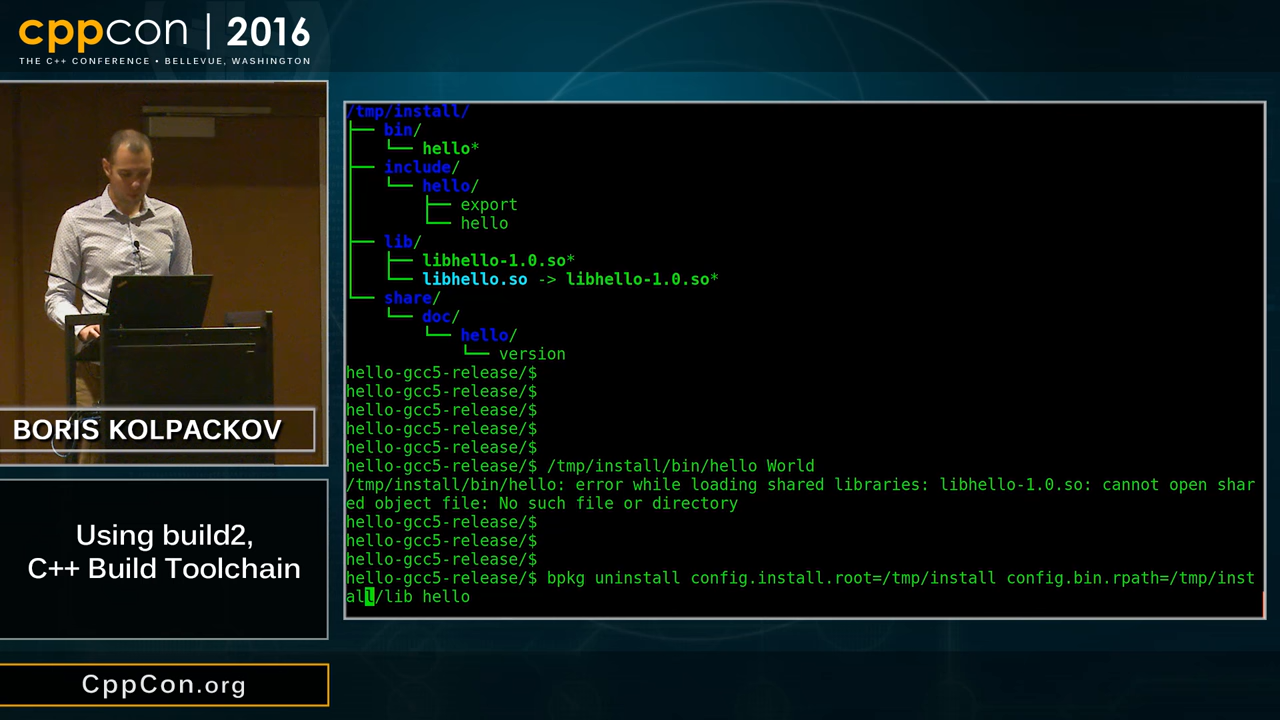 cppcon | 2016
THE C++ CONFERENCE • BELLEVUE, WASHINGTON
BORIS KOLPACKOV
Using build2,
C++ Build Toolchain
CppCon.org
/tmp/install/
├── bin/
│   └── hello*
├── include/
│   └── hello/
│       ├── export
│       └── hello
├── lib/
│   ├── libhello-1.0.so*
│   └── libhello.so -> libhello-1.0.so*
└── share/
    └── doc/
        └── hello/
            └── version
hello-gcc5-release/$
hello-gcc5-release/$
hello-gcc5-release/$
hello-gcc5-release/$
hello-gcc5-release/$
hello-gcc5-release/$ /tmp/install/bin/hello World
/tmp/install/bin/hello: error while loading shared libraries: libhello-1.0.so: cannot open shar
ed object file: No such file or directory
hello-gcc5-release/$
hello-gcc5-release/$
hello-gcc5-release/$
hello-gcc5-release/$ bpkg uninstall config.install.root=/tmp/install config.bin.rpath=/tmp/inst
all/lib hello